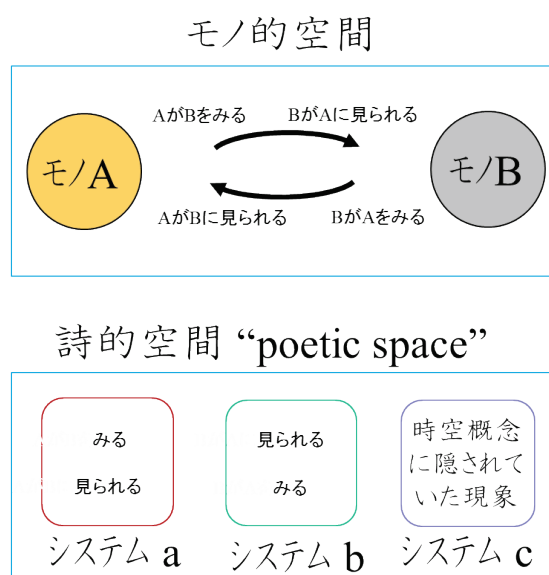 モノ的空間
AがBをみる
BがAに見られる
モノA
モノB
AがBに見られる
BがAをみる
詩的空間 “poetic space”
みる
見られる
見られる
みる
時空概念
に隠されて
いた現象
システム a
システム b
システム c